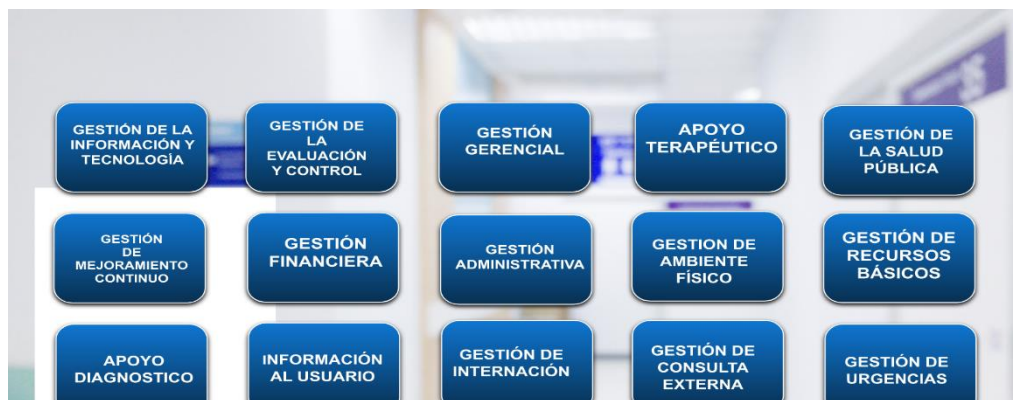 GESTIÓN DE LA
INFORMACIÓN Y
TECNOLOGÍA
GESTIÓN DE
LA
EVALUACIÓN
Y CONTROL
GESTIÓN
GERENCIAL
APOYO
TERAPÉUTICO
GESTIÓN DE
LA SALUD
PÚBLICA
GESTIÓN
DE
MEJORAMIENTO
CONTINUO
GESTIÓN
FINANCIERA
GESTIÓN
ADMINISTRATIVA
GESTION DE
AMBIENTE
FÍSICO
GESTIÓN DE
RECURSOS
BÁSICOS
APOYO
DIAGNOSTICO
INFORMACIÓN
AL USUARIO
GESTIÓN DE
INTERNACIÓN
GESTIÓN DE
CONSULTA
EXTERNA
GESTIÓN DE
URGENCIAS